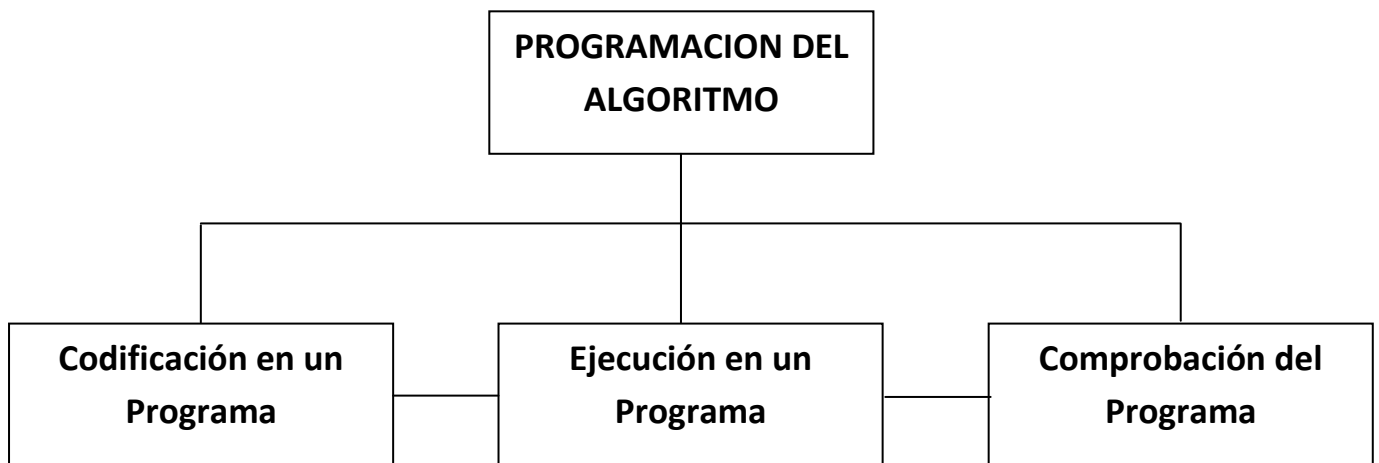 PROGRAMACION DEL
ALGORITMO
Codificación en un
Programa
Ejecución en un
Programa
Comprobación del
Programa